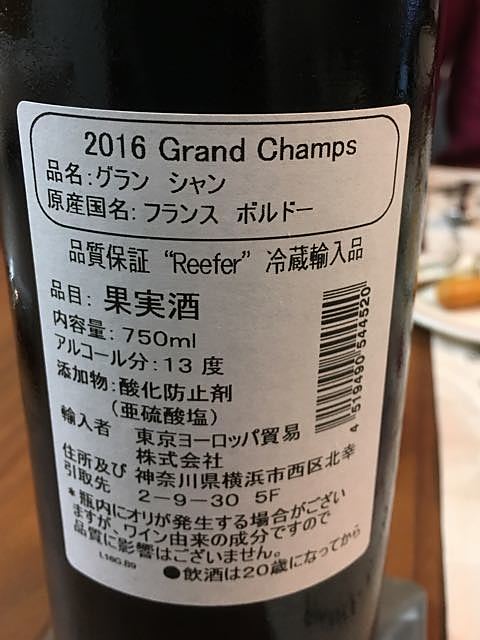 2016 Grand Champs
品名:グラン シャン
原産国名:フランス ボルドー
品質保証 “Reefer” 冷蔵輸入品
品目: 果実酒
内容量: 750ml
アルコール分: 13 度
添加物: 酸化防止剤
(亜硫酸塩)
輸入者 東京ヨーロッパ貿易
株式会社
住所及び 神奈川県横浜市西区北幸
引取先 2-9-30 5F
*瓶内にオリが発生する場合がござい
ますが、ワイン由来の成分ですので
品質に影響はございません。
L16G.B9
●飲酒は20歳になってから
4 519490 544520